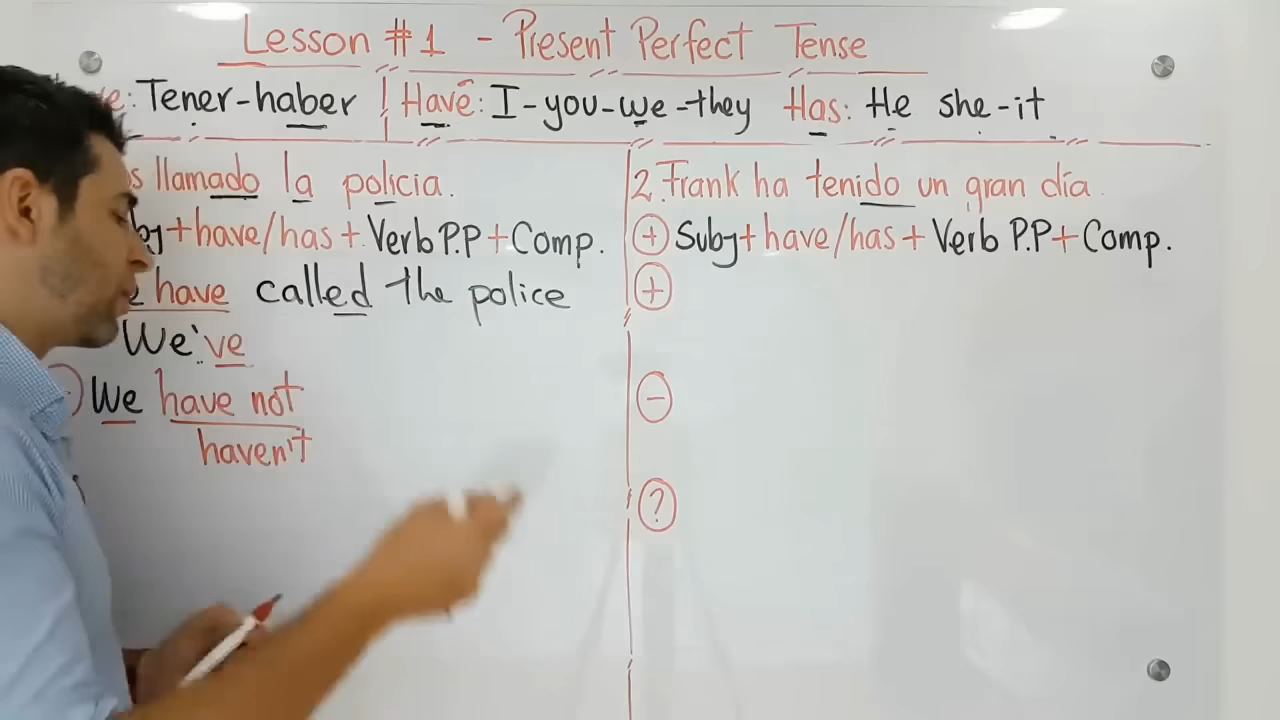 Lesson #1 - Present Perfect Tense
Tener-haber Have: I-you-we-they Has: He she-it
llamado la policia.
+have/has + Verb P.P + Comp.
have called the police
We've
We have not
haven't
2. Frank ha tenido un gran día.
+ Subj + have/has + Verb P.P + Comp.
+
-
?